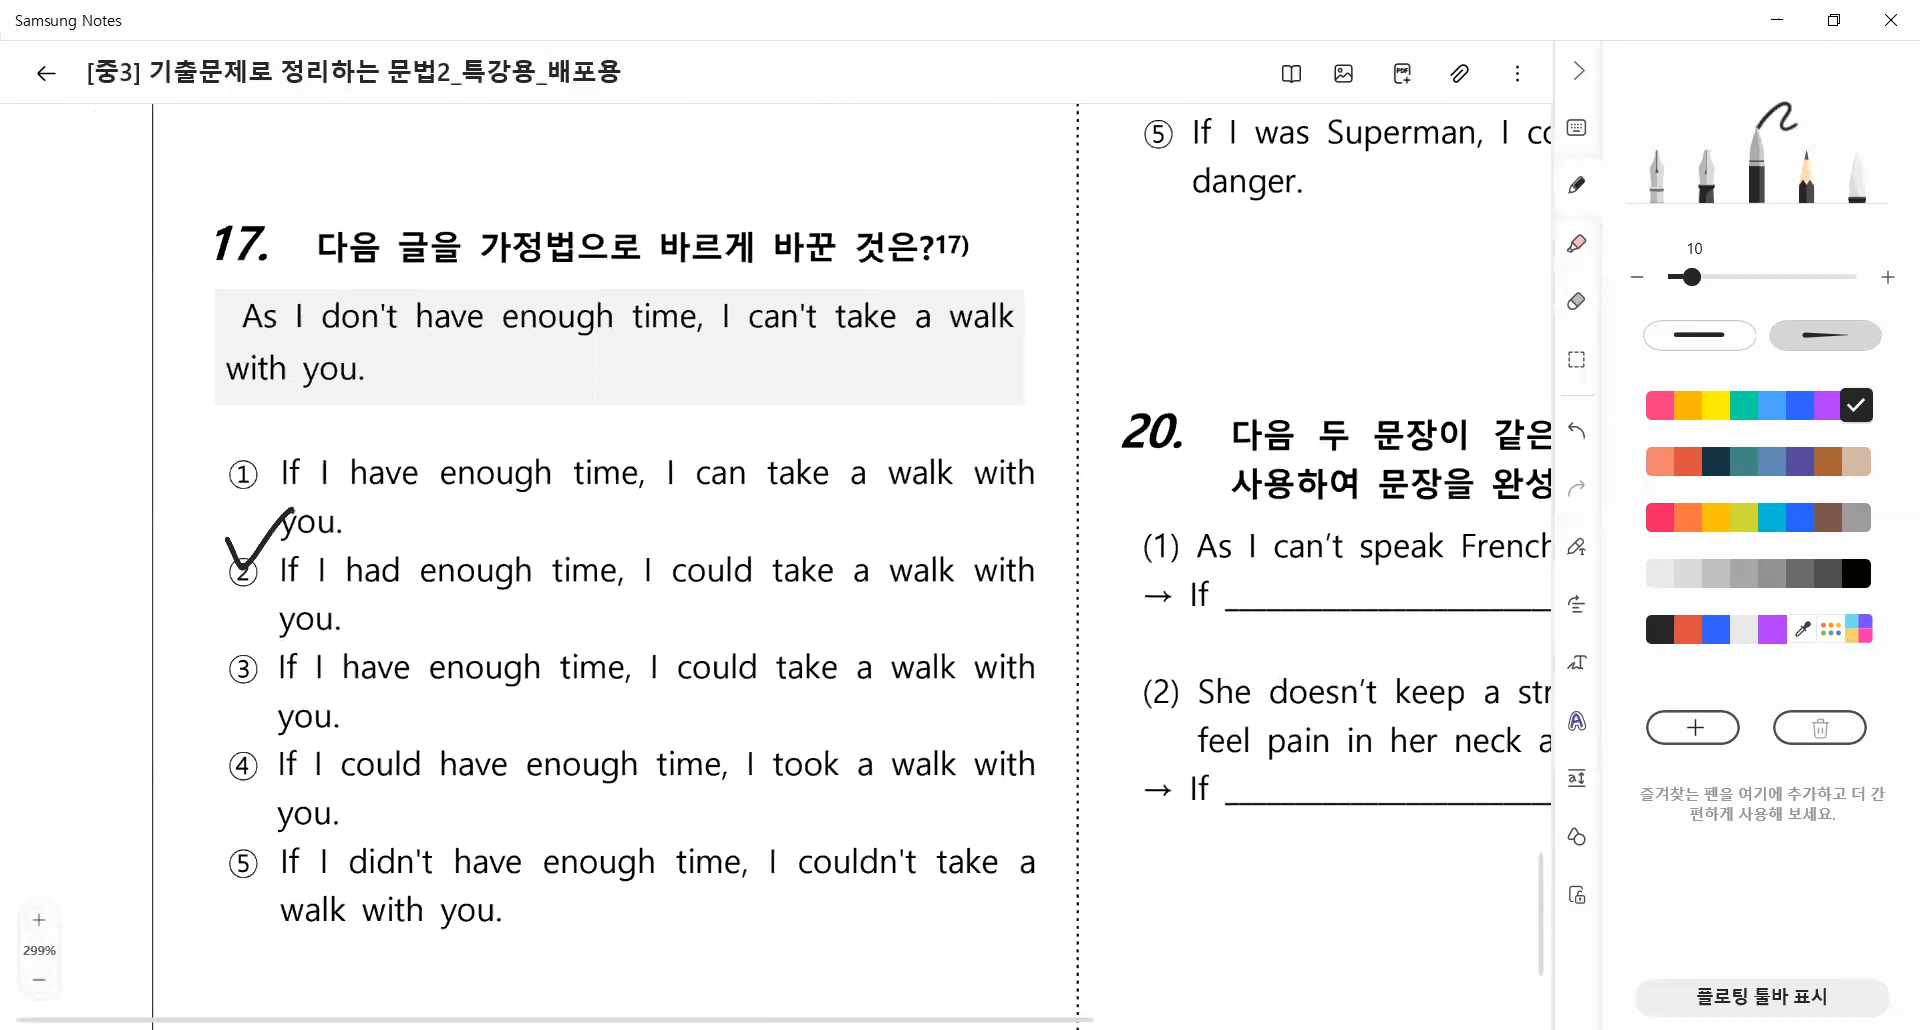 Samsung Notes
[중3] 기출문제로 정리하는 문법2_특강용_배포용
17. 다음 글을 가정법으로 바르게 바꾼 것은?17)
As I don't have enough time, I can't take a walk
with you.
① If I have enough time, I can take a walk with
you.
② If I had enough time, I could take a walk with
you.
③ If I have enough time, I could take a walk with
you.
④ If I could have enough time, I took a walk with
you.
⑤ If I didn't have enough time, I couldn't take a
walk with you.
⑤ If I was Superman, I co
danger.
20. 다음 두 문장이 같은
사용하여 문장을 완성
(1) As I can't speak French
→ If ____________________
(2) She doesn't keep a str
feel pain in her neck a
→ If ____________________
299%
10
즐겨찾는 펜을 여기에 추가하고 더 간
편하게 사용해 보세요.
플로팅 툴바 표시